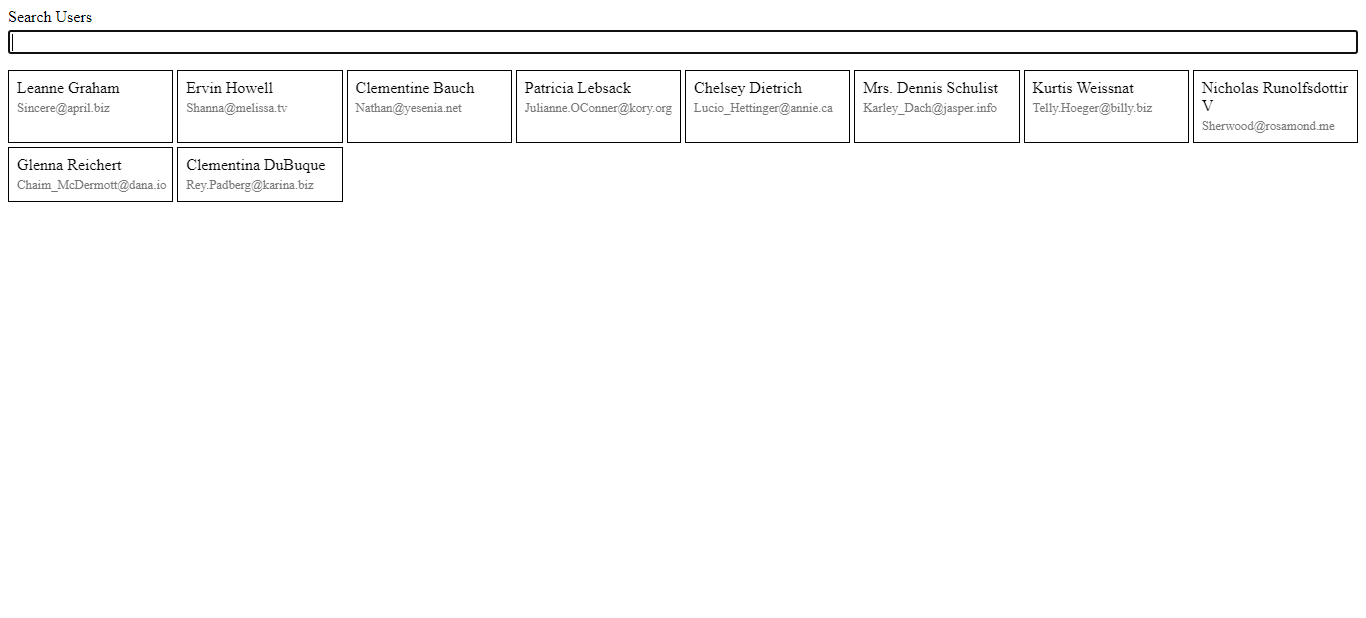 Search Users
Leanne Graham
Sincere@april.biz
Ervin Howell
Shanna@melissa.tv
Clementine Bauch
Nathan@yesenia.net
Patricia Lebsack
Julianne.OConner@kory.org
Chelsey Dietrich
Lucio_Hettinger@annie.ca
Mrs. Dennis Schulist
Karley_Dach@jasper.info
Kurtis Weissnat
Telly.Hoeger@billy.biz
Nicholas Runolfsdottir
V
Sherwood@rosamond.me
Glenna Reichert
Chaim_McDermott@dana.io
Clementina DuBuque
Rey.Padberg@karina.biz